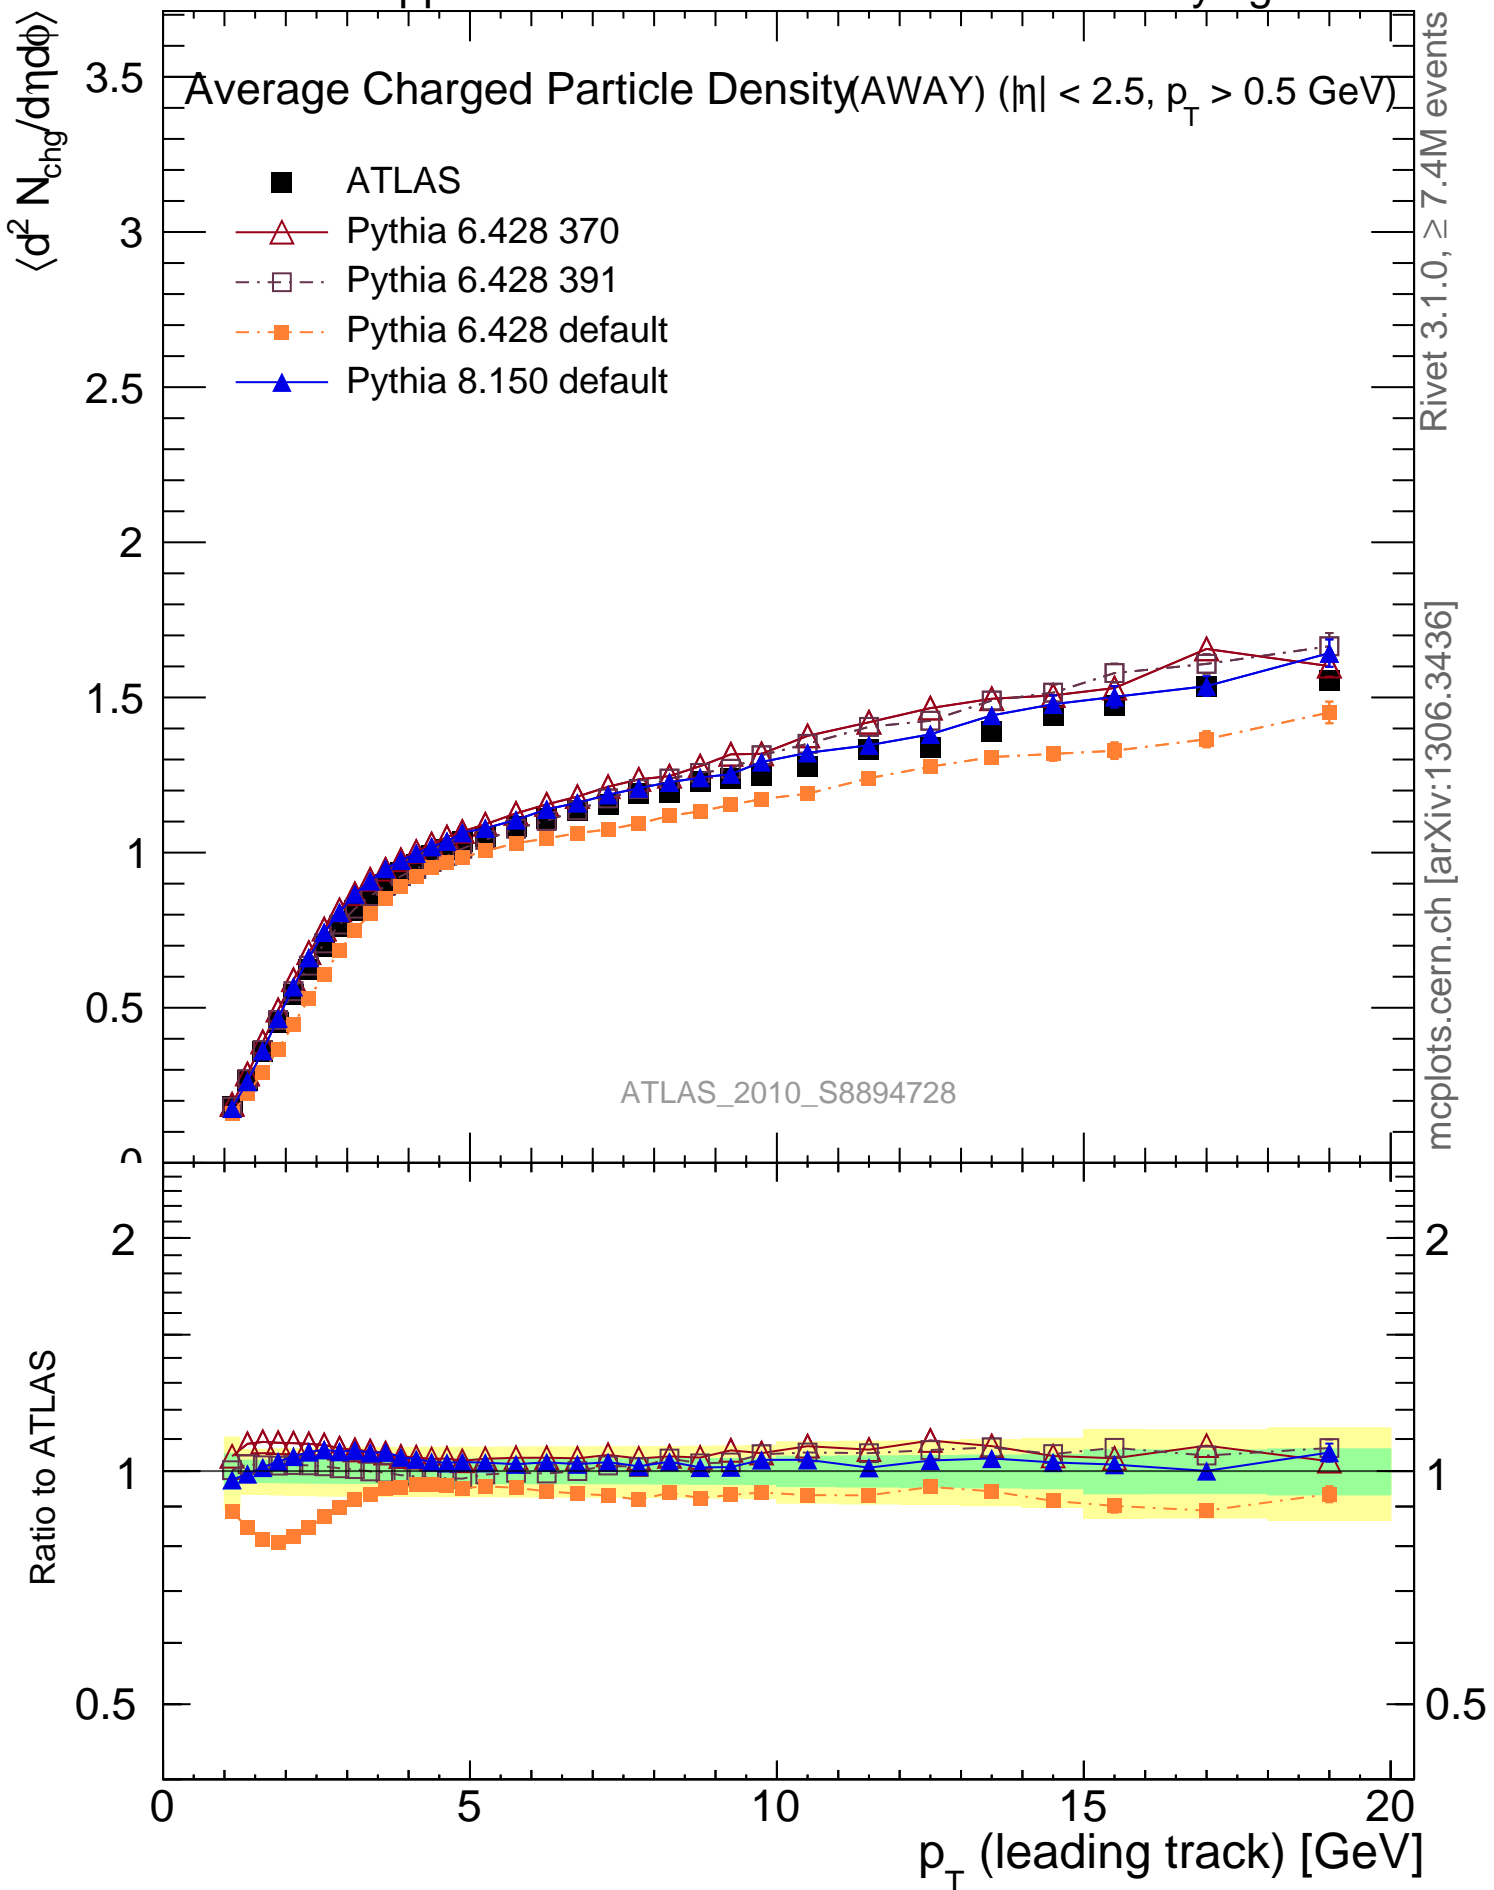 ⟨d² N_chg/dηdφ⟩
Average Charged Particle Density(AWAY) (|η| < 2.5, p_T > 0.5 GeV)
ATLAS
Pythia 6.428 370
Pythia 6.428 391
Pythia 6.428 default
Pythia 8.150 default
3.5
3
2.5
2
1.5
1
0.5
0
ATLAS_2010_S8894728
Rivet 3.1.0, ≥ 7.4M events
mcplots.cern.ch [arXiv:1306.3436]
Ratio to ATLAS
2
1
0.5
2
1
0.5
0
5
10
15
20
p_T (leading track) [GeV]